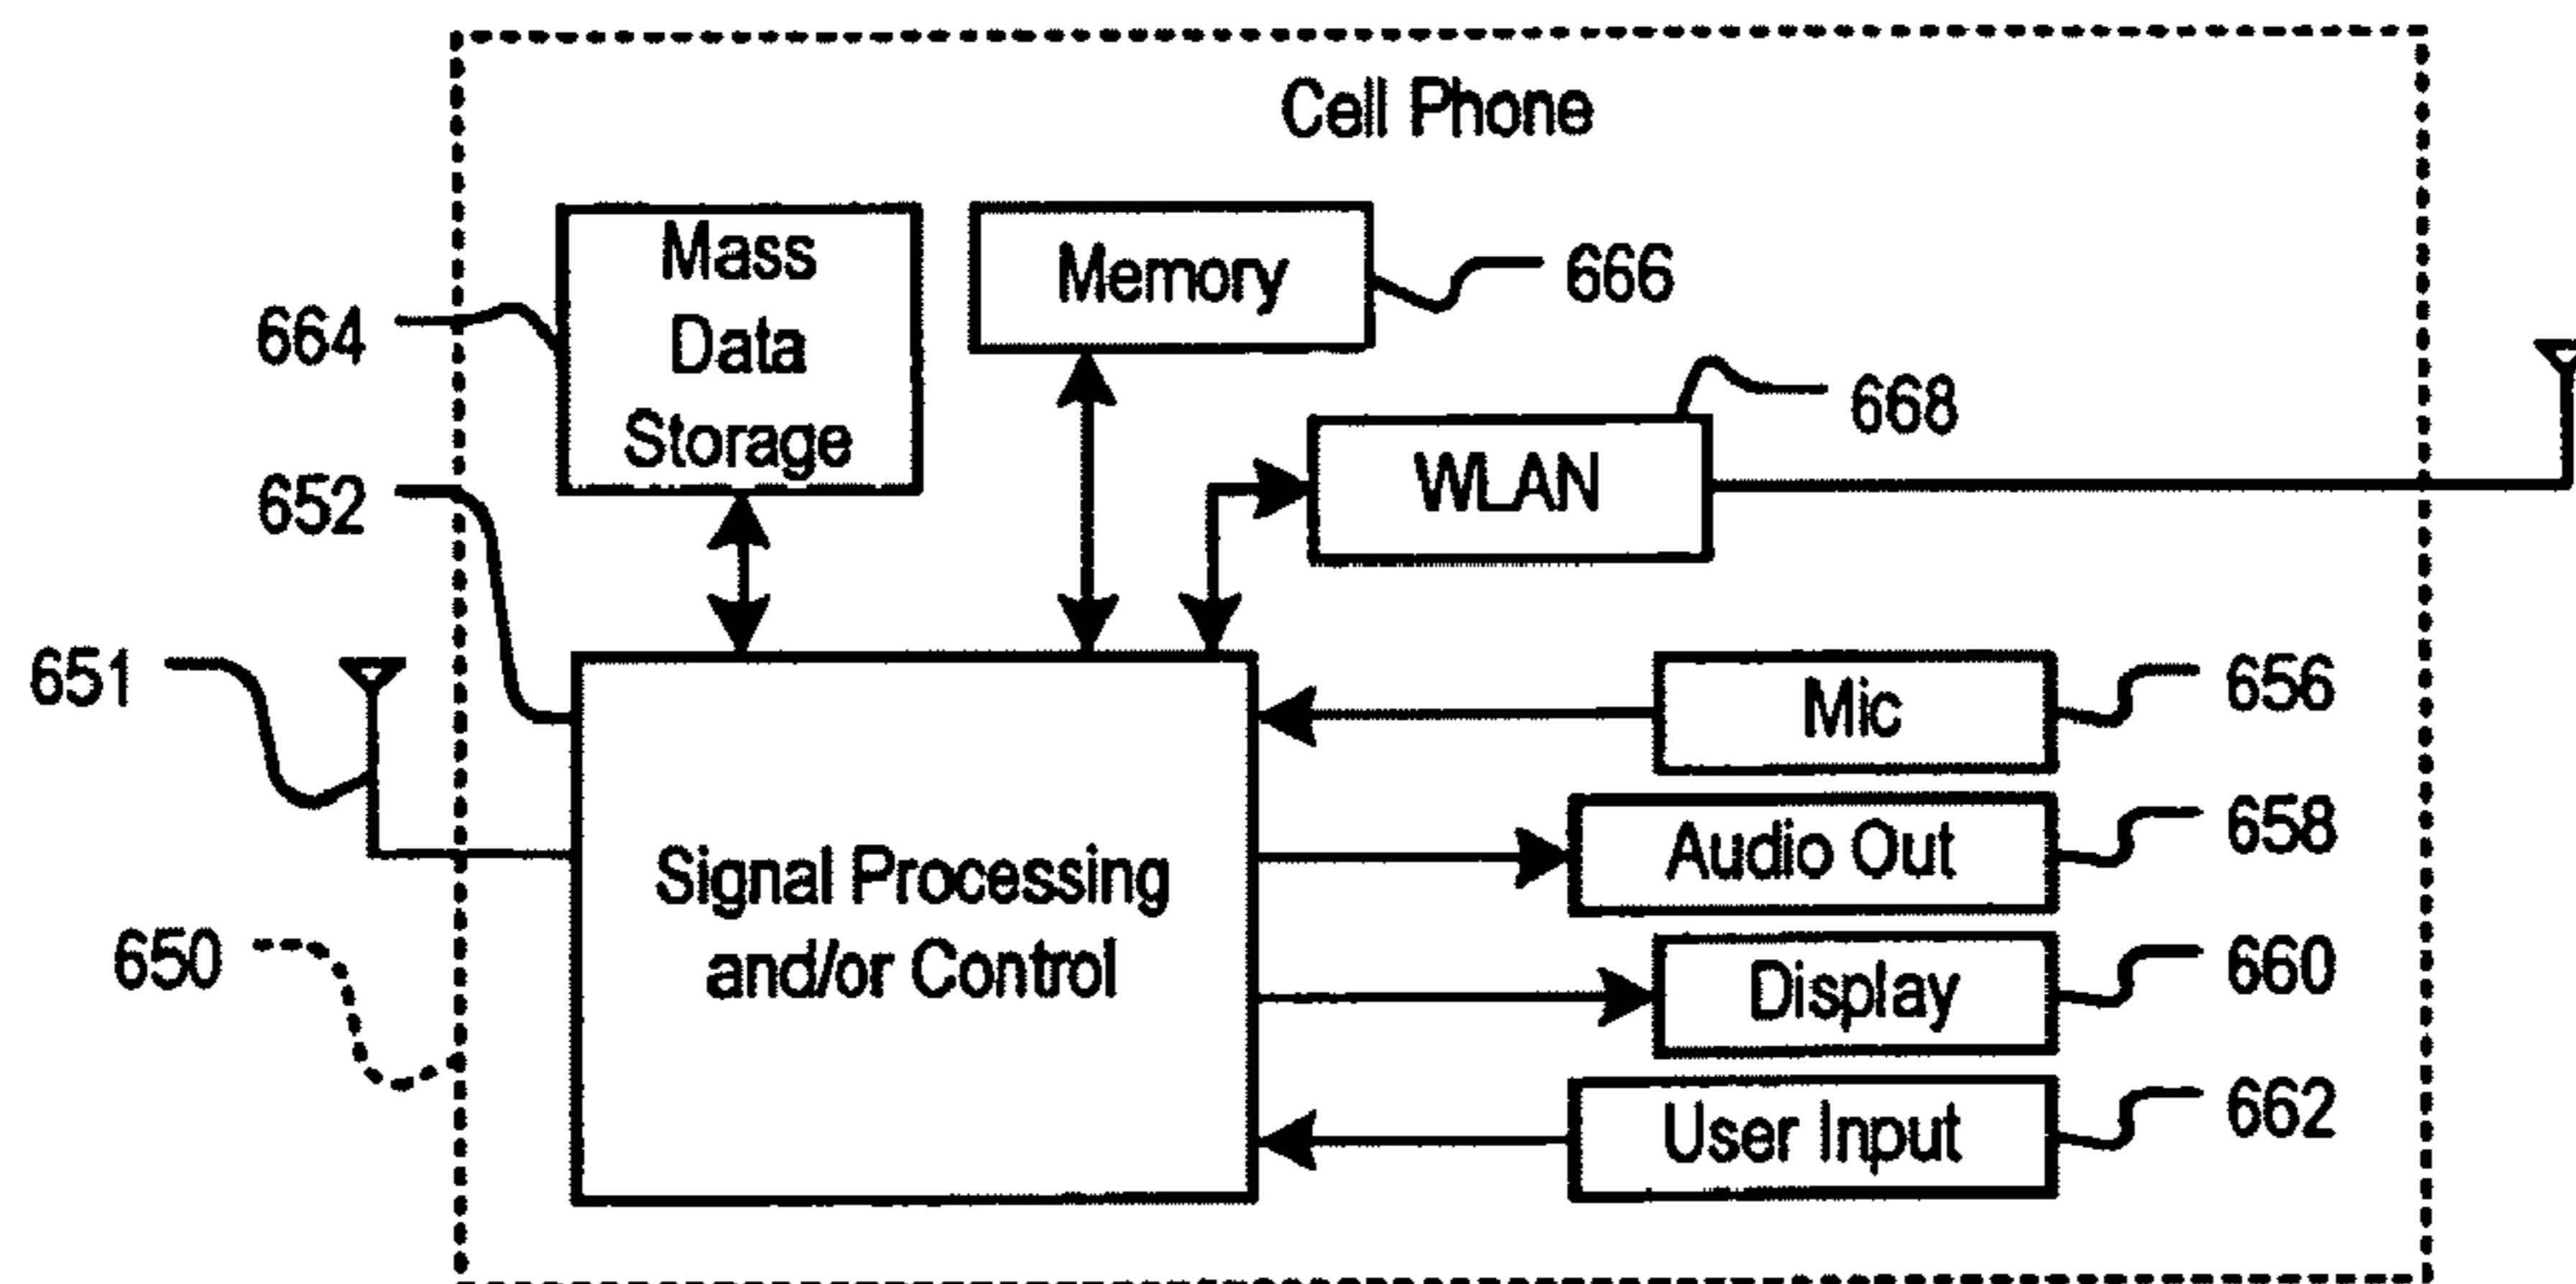 Cell Phone
Mass
Data
Storage
Memory
666
664
668
WLAN
652
651
Mic
656
Audio Out
658
Signal Processing
and/or Control
650
Display
660
User Input
662